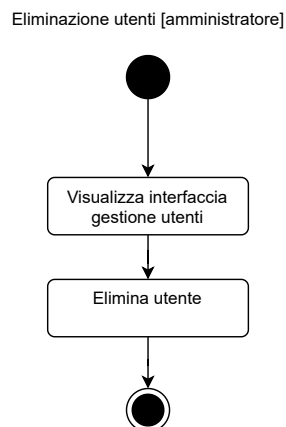 Eliminazione utenti [amministratore]
Visualizza interfaccia
gestione utenti
Elimina utente